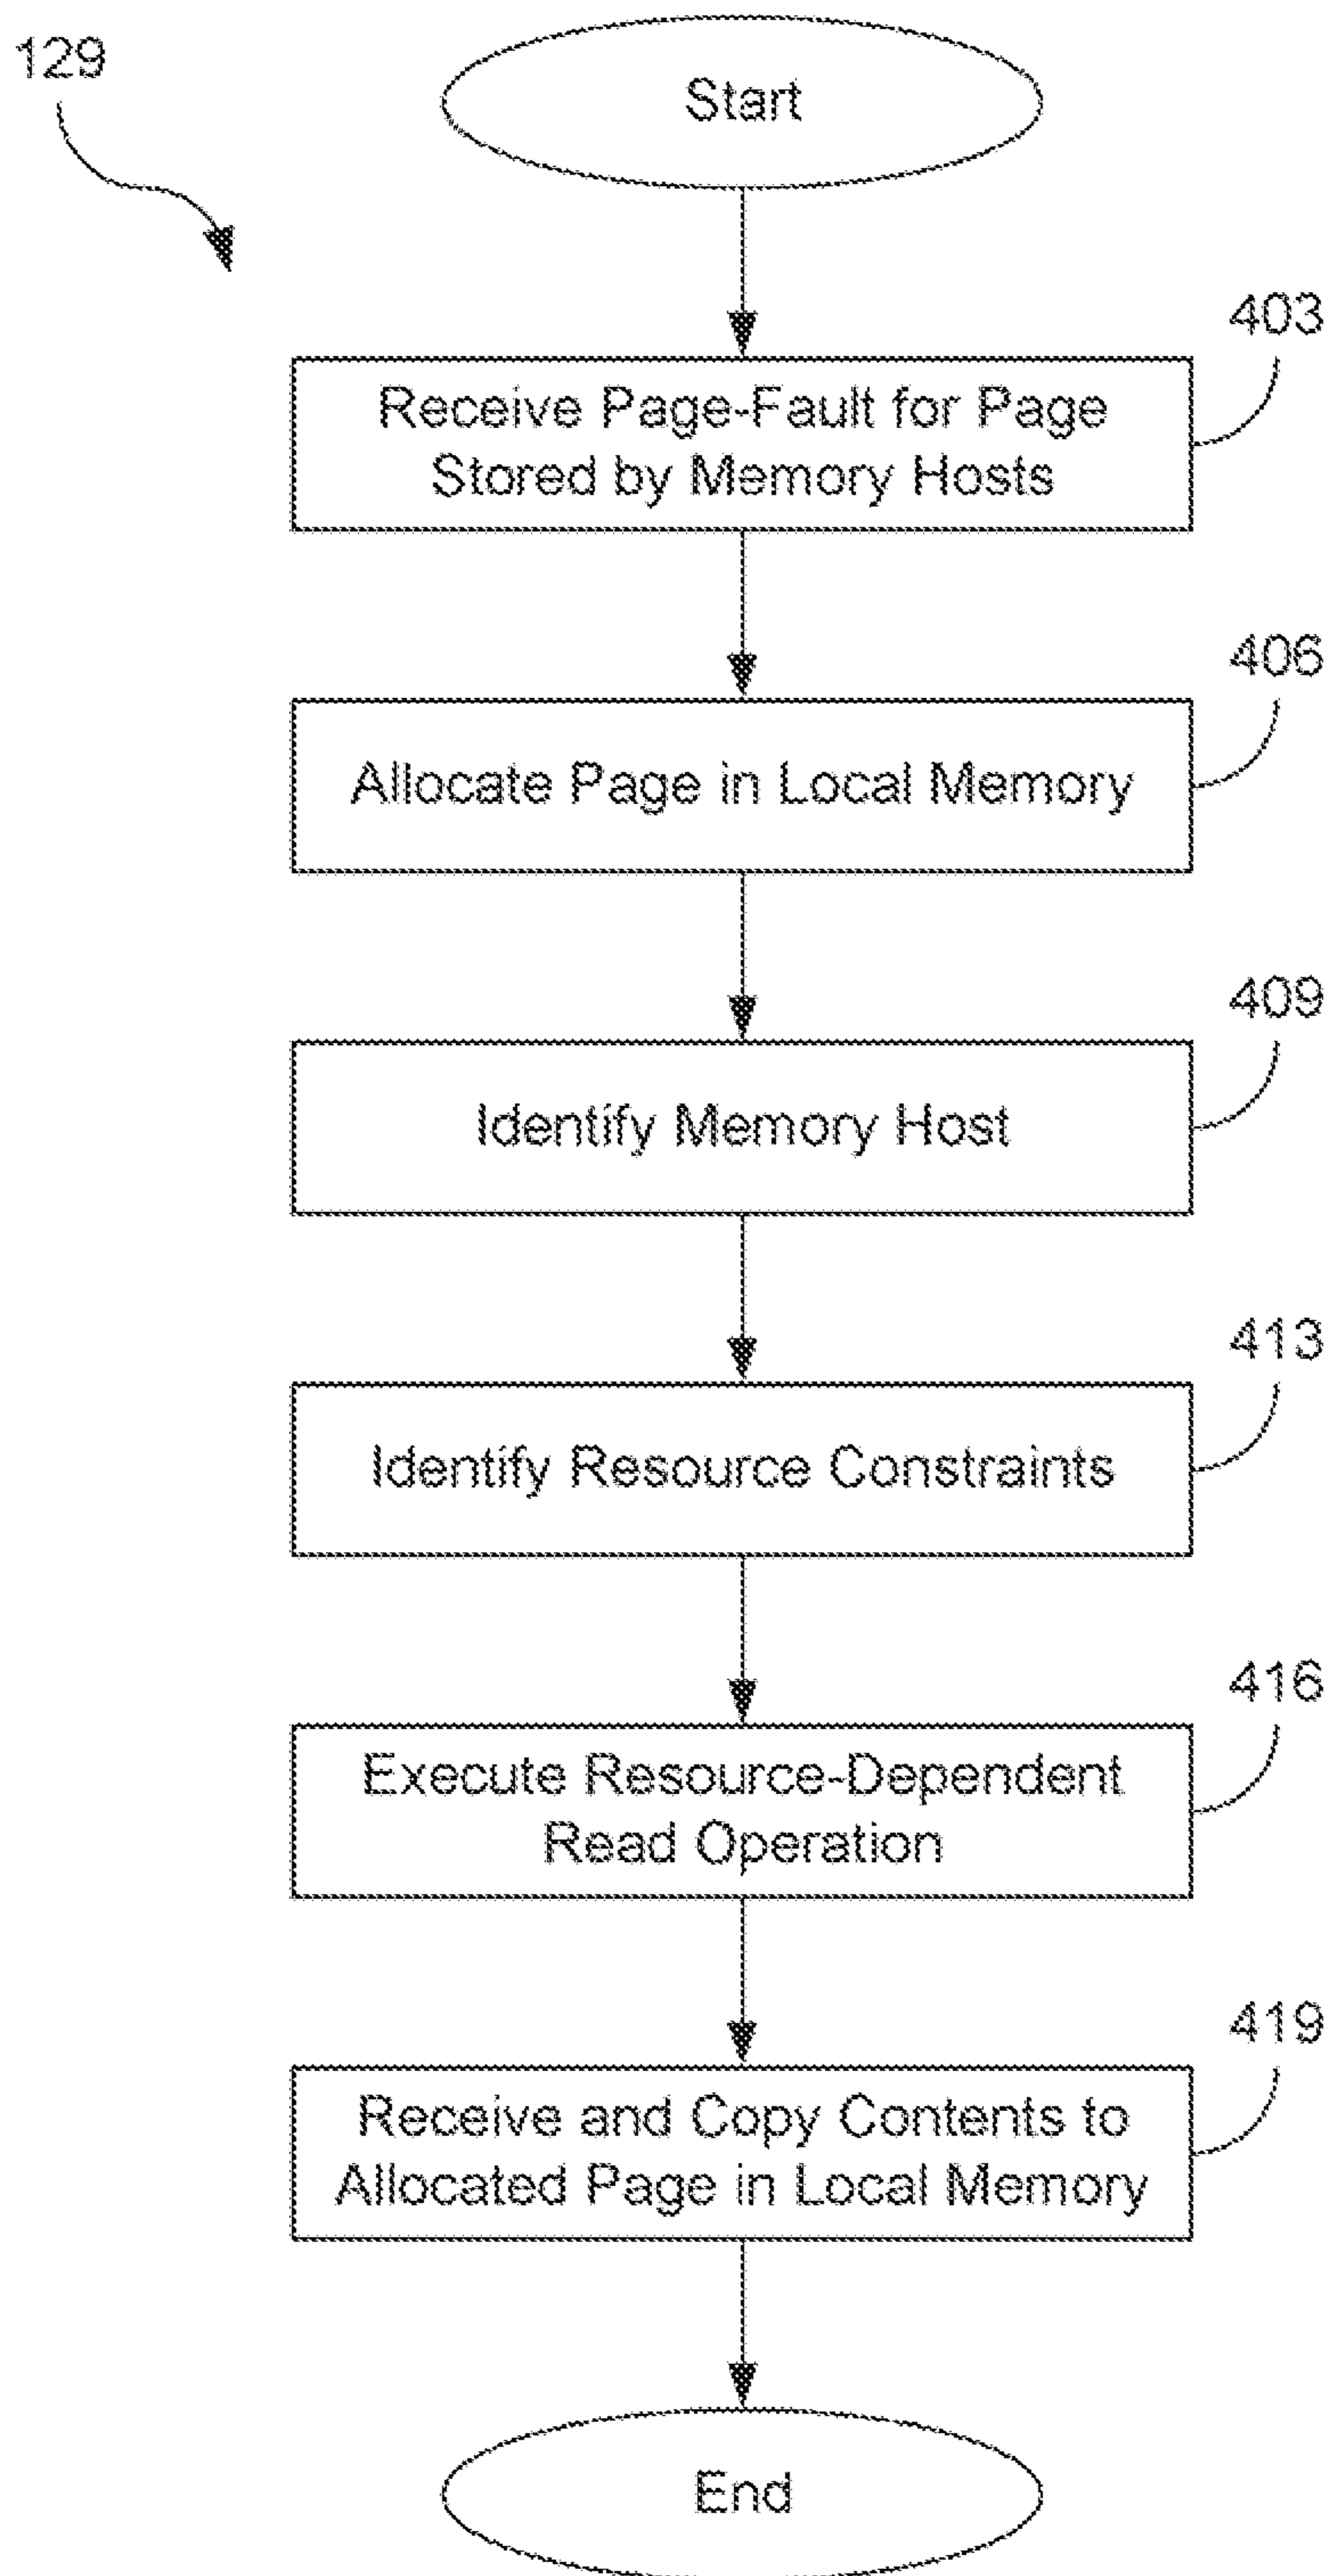 129
Start
403
Receive Page-Fault for Page
Stored by Memory Hosts
406
Allocate Page in Local Memory
409
Identify Memory Host
413
Identify Resource Constraints
416
Execute Resource-Dependent
Read Operation
419
Receive and Copy Contents to
Allocated Page in Local Memory
End